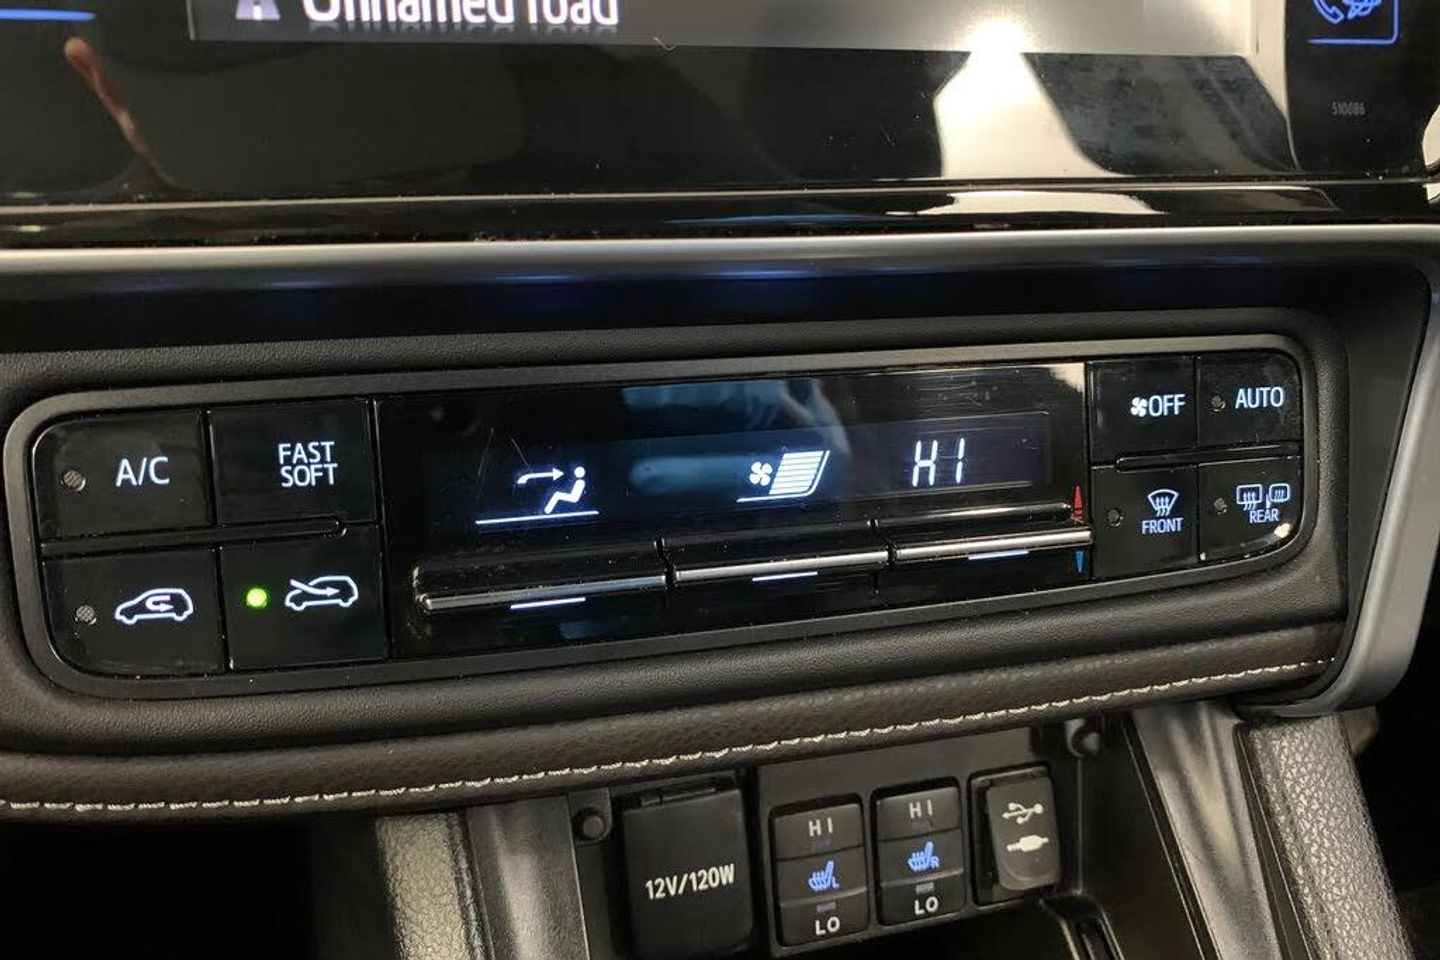 Unnamed road
510086
A/C
FAST
SOFT
HI
OFF
AUTO
FRONT
REAR
12V/120W
HI
L
LO
HI
R
LO